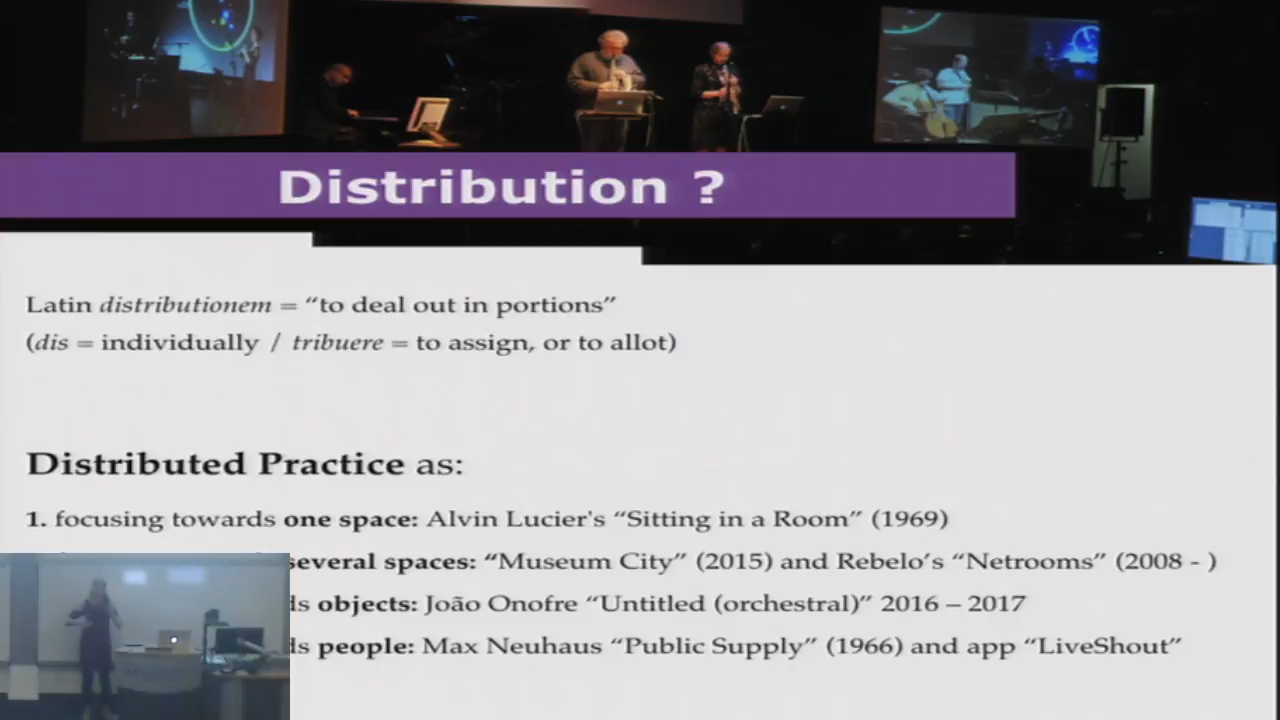 Distribution ?
Latin distributionem = “to deal out in portions”
(dis = individually / tribuere = to assign, or to allot)
Distributed Practice as:
1. focusing towards one space: Alvin Lucier's “Sitting in a Room” (1969)
several spaces: “Museum City” (2015) and Rebelo’s “Netrooms” (2008 - )
objects: João Onofre “Untitled (orchestral)” 2016 – 2017
people: Max Neuhaus “Public Supply” (1966) and app “LiveShout”